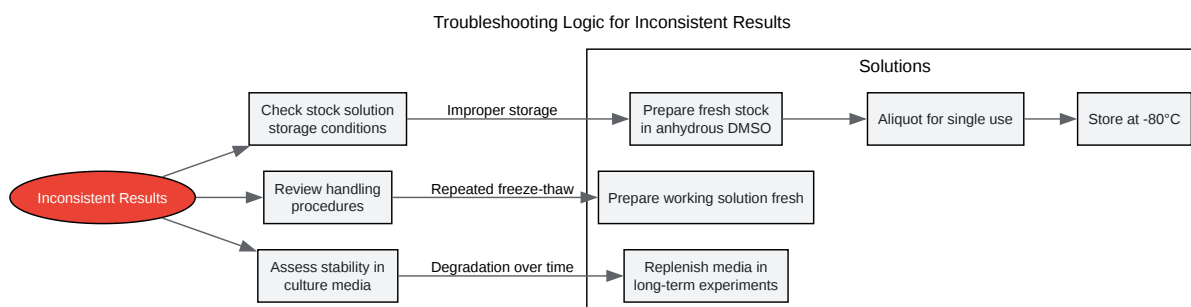 Troubleshooting Logic for Inconsistent Results
Solutions
Check stock solution
storage conditions
Improper storage
Prepare fresh stock
in anhydrous DMSO
Aliquot for single use
Store at -80°C
Inconsistent Results
Review handling
procedures
Repeated freeze-thaw
Prepare working solution fresh
Assess stability in
culture media
Degradation over time
Replenish media in
long-term experiments